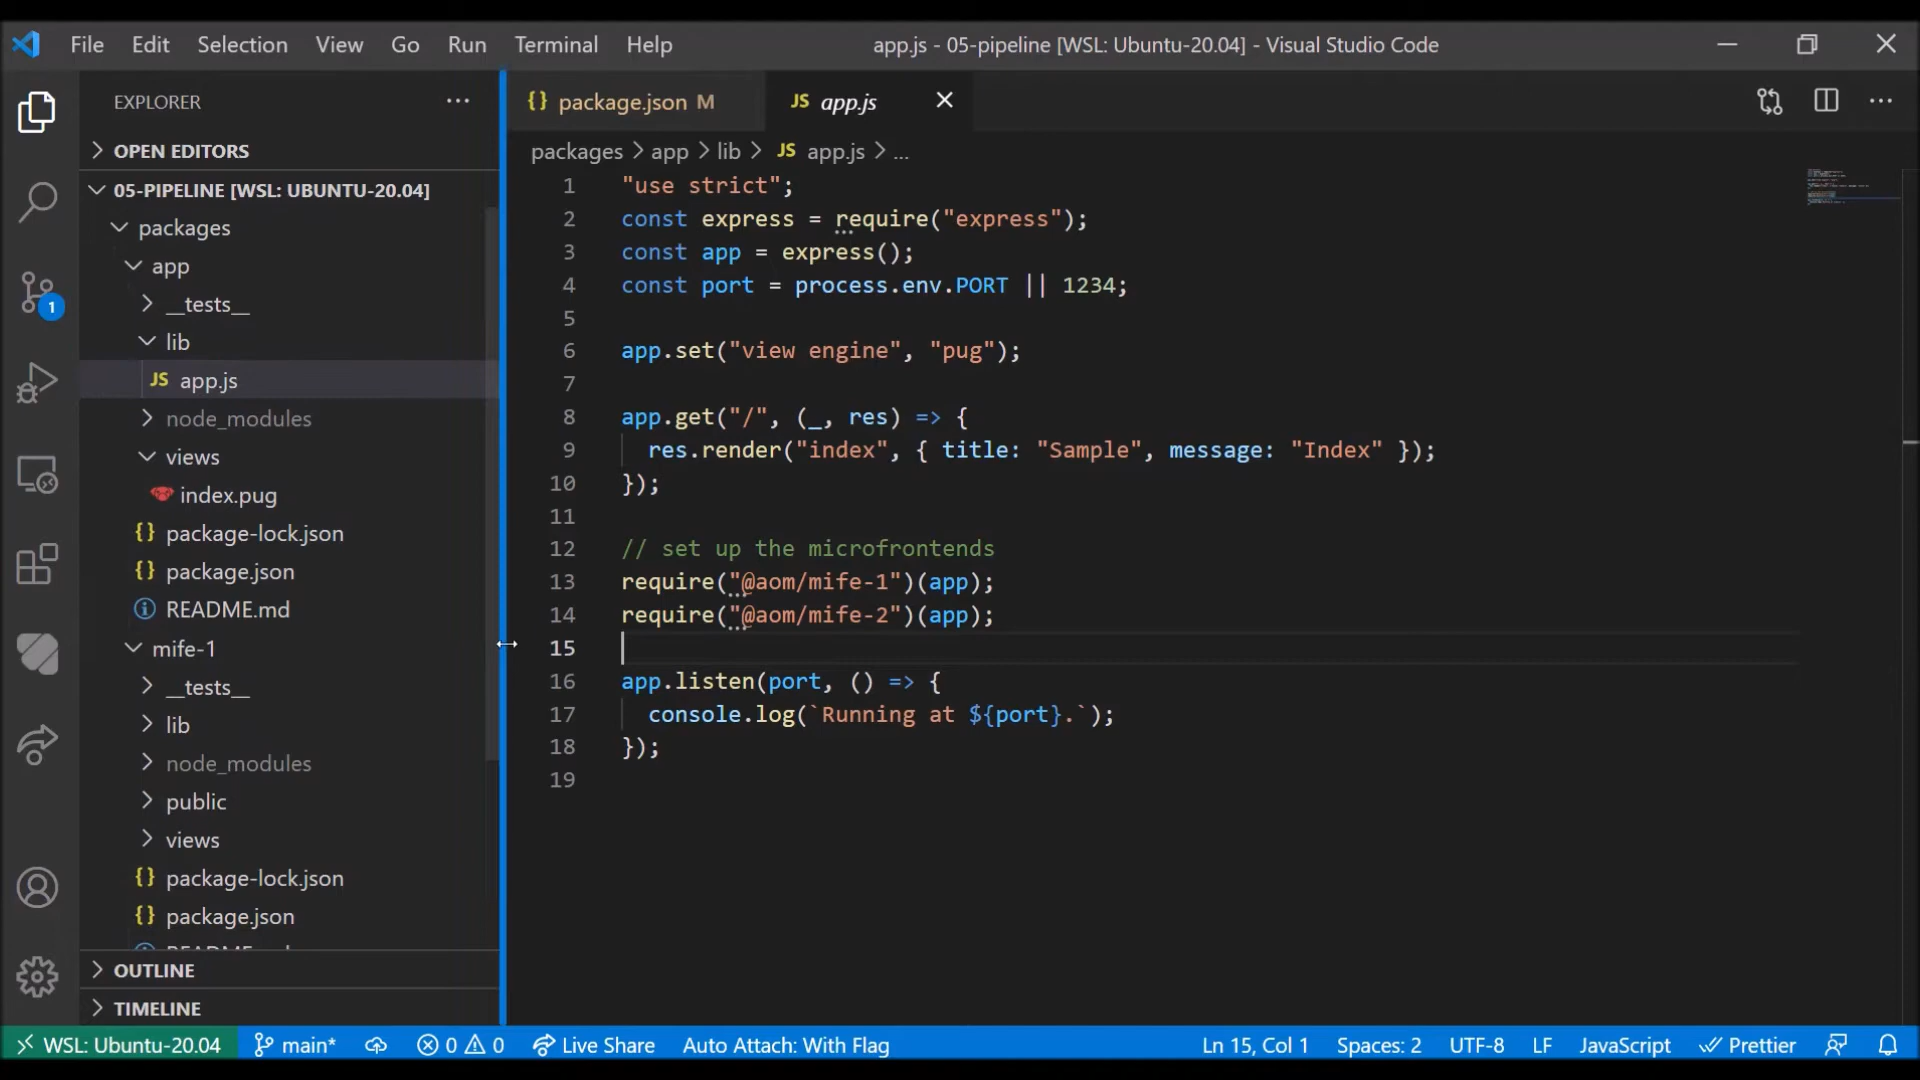 File Edit Selection View Go Run Terminal Help app.js - 05-pipeline [WSL: Ubuntu-20.04] - Visual Studio Code
EXPLORER
OPEN EDITORS
05-PIPELINE [WSL: UBUNTU-20.04]
packages
app
__tests__
lib
JS app.js
node_modules
views
index.pug
{} package-lock.json
{} package.json
README.md
mife-1
__tests__
lib
node_modules
public
views
{} package-lock.json
{} package.json
OUTLINE
TIMELINE
{} package.json M JS app.js
packages > app > lib > JS app.js > ...
1 "use strict";
2 const express = require("express");
3 const app = express();
4 const port = process.env.PORT || 1234;
5
6 app.set("view engine", "pug");
7
8 app.get("/", (_, res) => {
9 res.render("index", { title: "Sample", message: "Index" });
10 });
11
12 // set up the microfrontends
13 require("@aom/mife-1")(app);
14 require("@aom/mife-2")(app);
15
16 app.listen(port, () => {
17 console.log(`Running at ${port}.`);
18 });
19
1
WSL: Ubuntu-20.04 main* 0 0 Live Share Auto Attach: With Flag Ln 15, Col 1 Spaces: 2 UTF-8 LF JavaScript Prettier